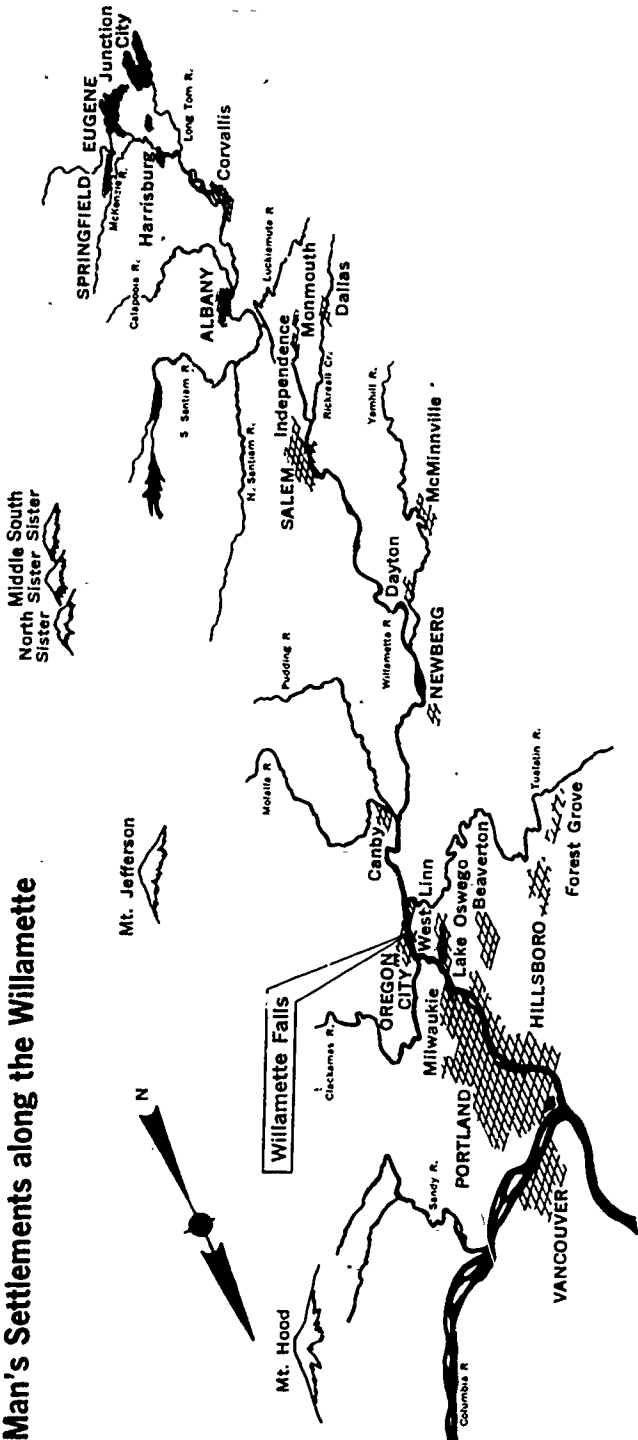 Man's Settlements along the Willamette
N
Mt. Hood
Mt. Jefferson
North Sister
Middle Sister
South Sister
Columbia R
VANCOUVER
Sandy R.
PORTLAND
Milwaukie
Clackamas R.
OREGON
CITY
Willamette Falls
West Linn
Lake Oswego
Beaverton
HILLSBORO
Forest Grove
Tualatin R.
Canby
Molalla R
Pudding R
NEWBERG
Willamette R
Dayton
McMinnville
Yamhill R.
SALEM
Independence
Monmouth
Dallas
Rickreall Cr.
N. Santiam R.
S Santiam R
Luckiamute R
ALBANY
Calapooia R.
Corvallis
Long Tom R.
Harrisburg
McKenzie R.
SPRINGFIELD
EUGENE
Junction
City